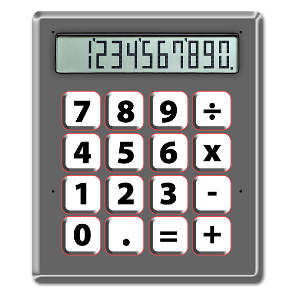 1234567890.
7 8 9 ÷
4 5 6 x
1 2 3 -
0 . = +